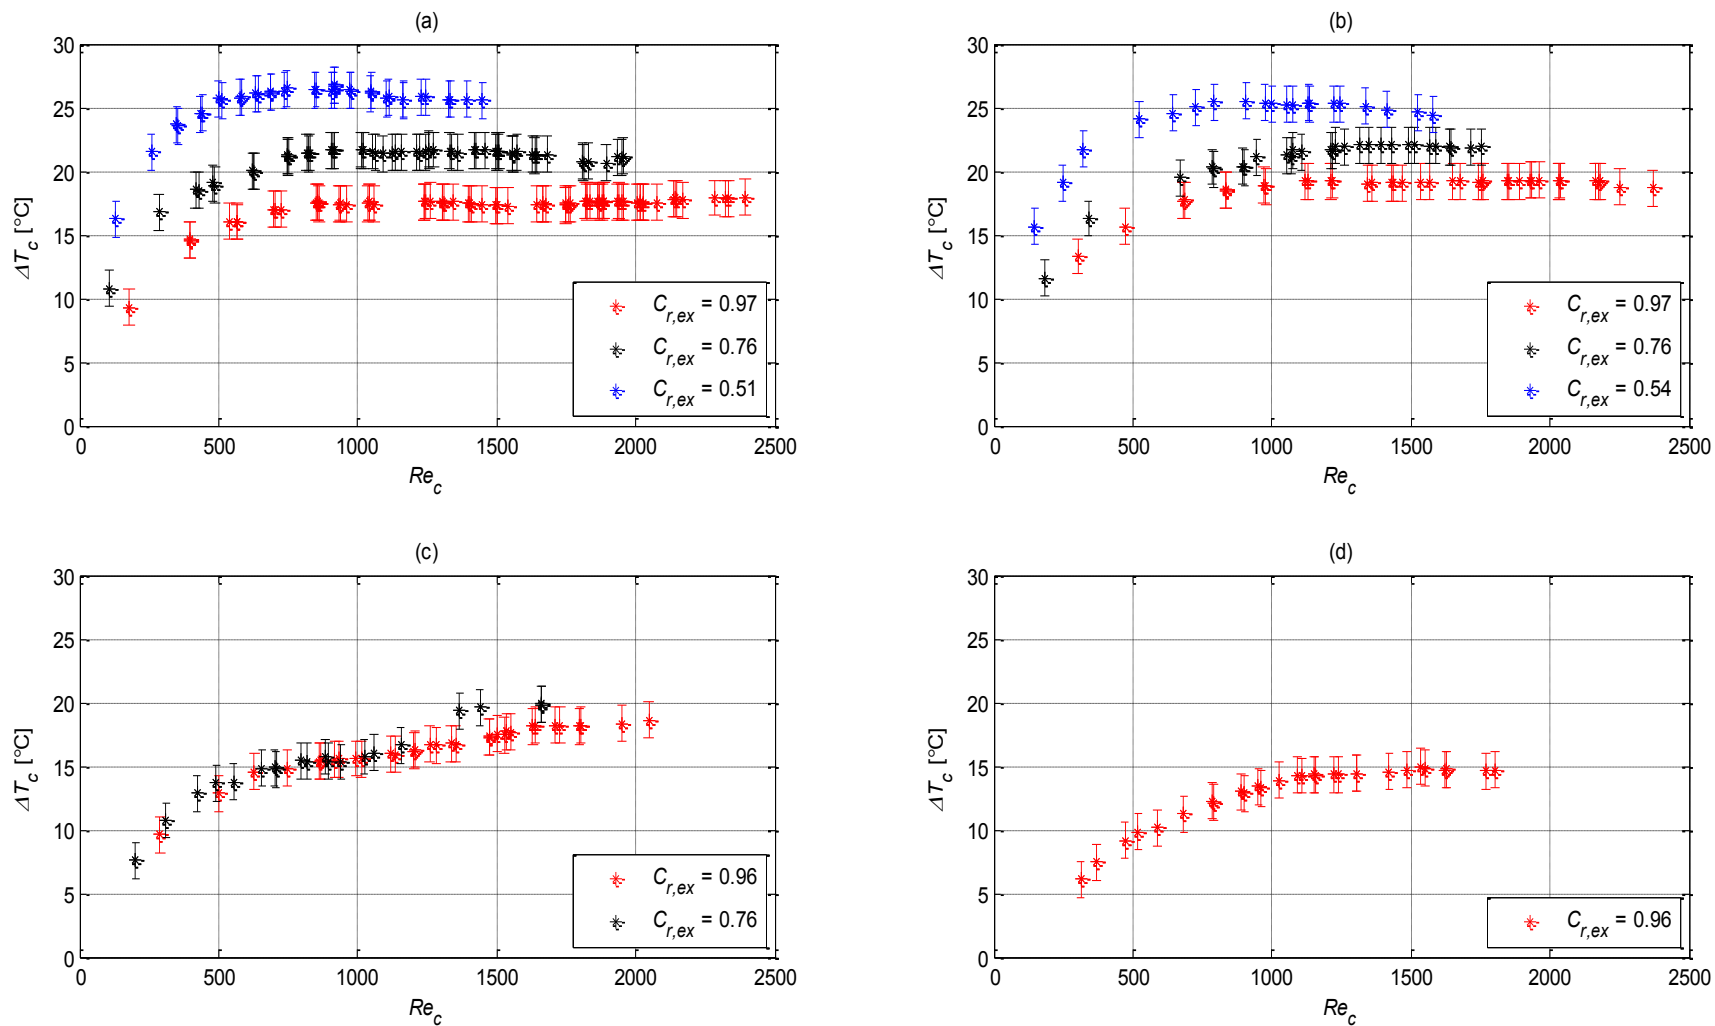 (a)
30
25
20
15
10
5
0
ΔT_c [°C]
0 500 1000 1500 2000 2500
Re_c
C_r,ex = 0.97
C_r,ex = 0.76
C_r,ex = 0.51
(b)
30
25
20
15
10
5
0
ΔT_c [°C]
0 500 1000 1500 2000 2500
Re_c
C_r,ex = 0.97
C_r,ex = 0.76
C_r,ex = 0.54
(c)
30
25
20
15
10
5
0
ΔT_c [°C]
0 500 1000 1500 2000 2500
Re_c
C_r,ex = 0.96
C_r,ex = 0.76
(d)
30
25
20
15
10
5
0
ΔT_c [°C]
0 500 1000 1500 2000 2500
Re_c
C_r,ex = 0.96